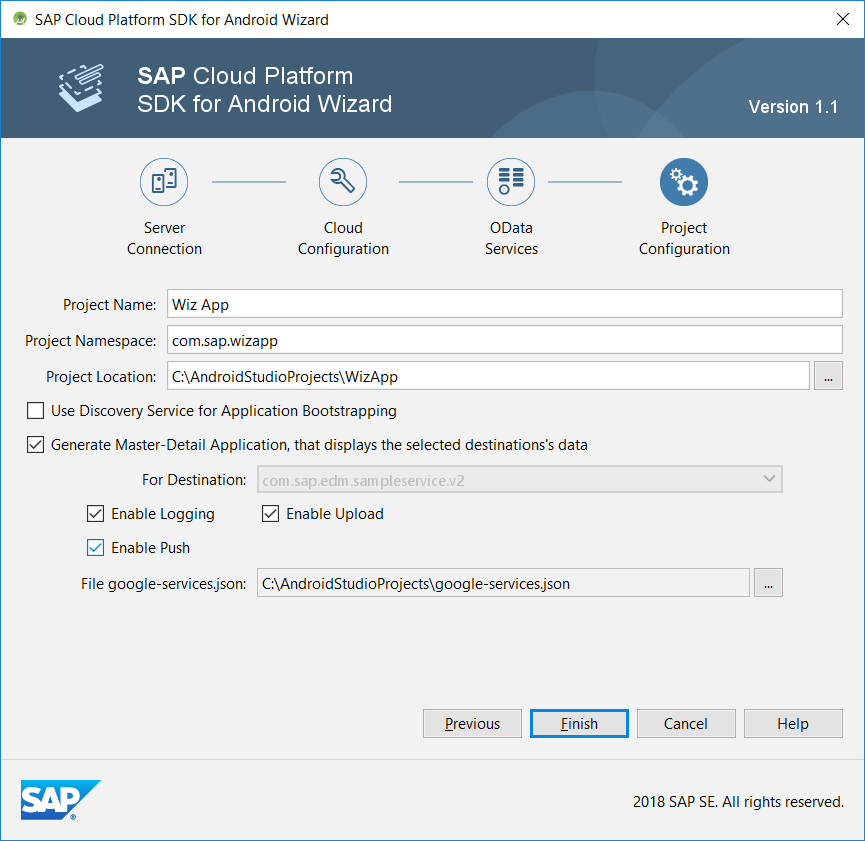 SAP Cloud Platform SDK for Android Wizard
SAP Cloud Platform
SDK for Android Wizard
Version 1.1
Server Connection
Cloud Configuration
OData Services
Project Configuration
Project Name: Wiz App
Project Namespace: com.sap.wizapp
Project Location: C:\AndroidStudioProjects\WizApp ...
Use Discovery Service for Application Bootstrapping
Generate Master-Detail Application, that displays the selected destinations's data
For Destination: com.sap.edm.sampleservice.v2
Enable Logging Enable Upload
Enable Push
File google-services.json: C:\AndroidStudioProjects\google-services.json ...
Previous Finish Cancel Help
SAP ®
2018 SAP SE. All rights reserved.